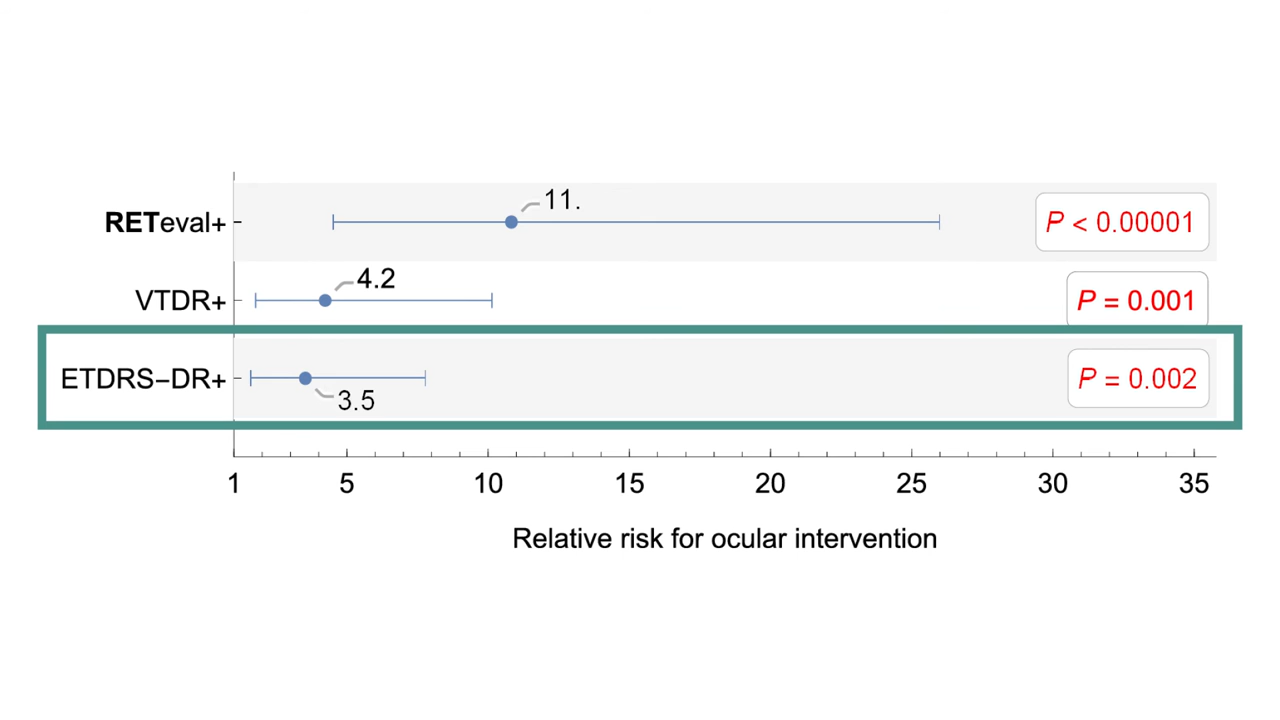 11.
RETeval+
P < 0.00001
4.2
VTDR+
P = 0.001
ETDRS–DR+
P = 0.002
3.5
1 5 10 15 20 25 30 35
Relative risk for ocular intervention